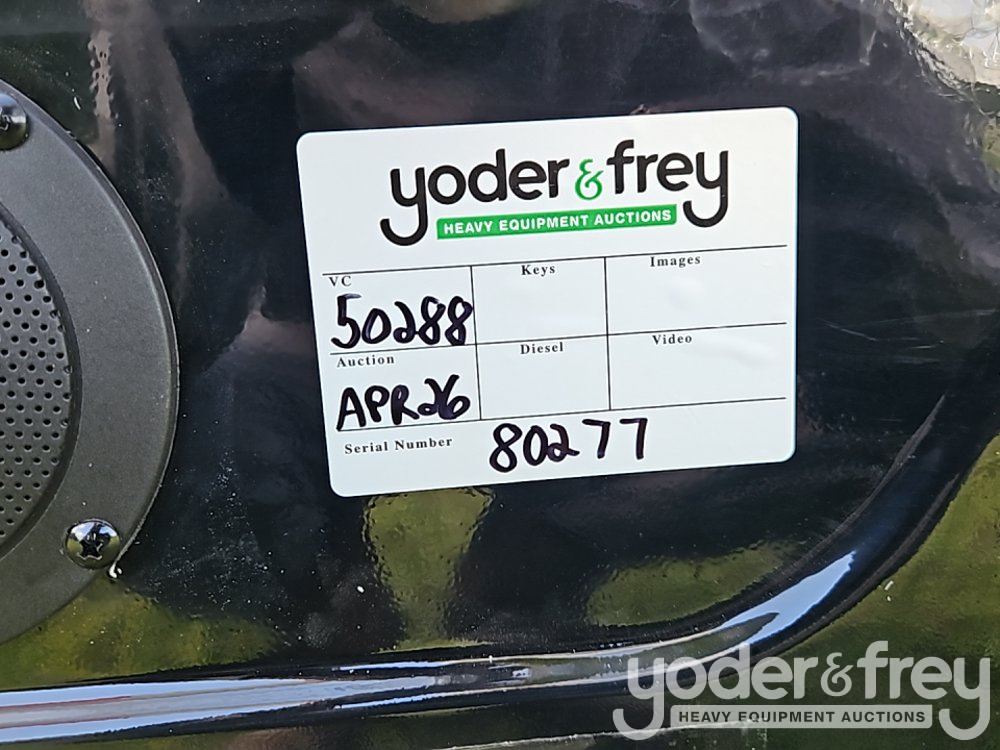 yoder & frey
HEAVY EQUIPMENT AUCTIONS
VC Keys Images
50288
Auction Diesel Video
APR26
Serial Number 80277
yoder & frey
HEAVY EQUIPMENT AUCTIONS